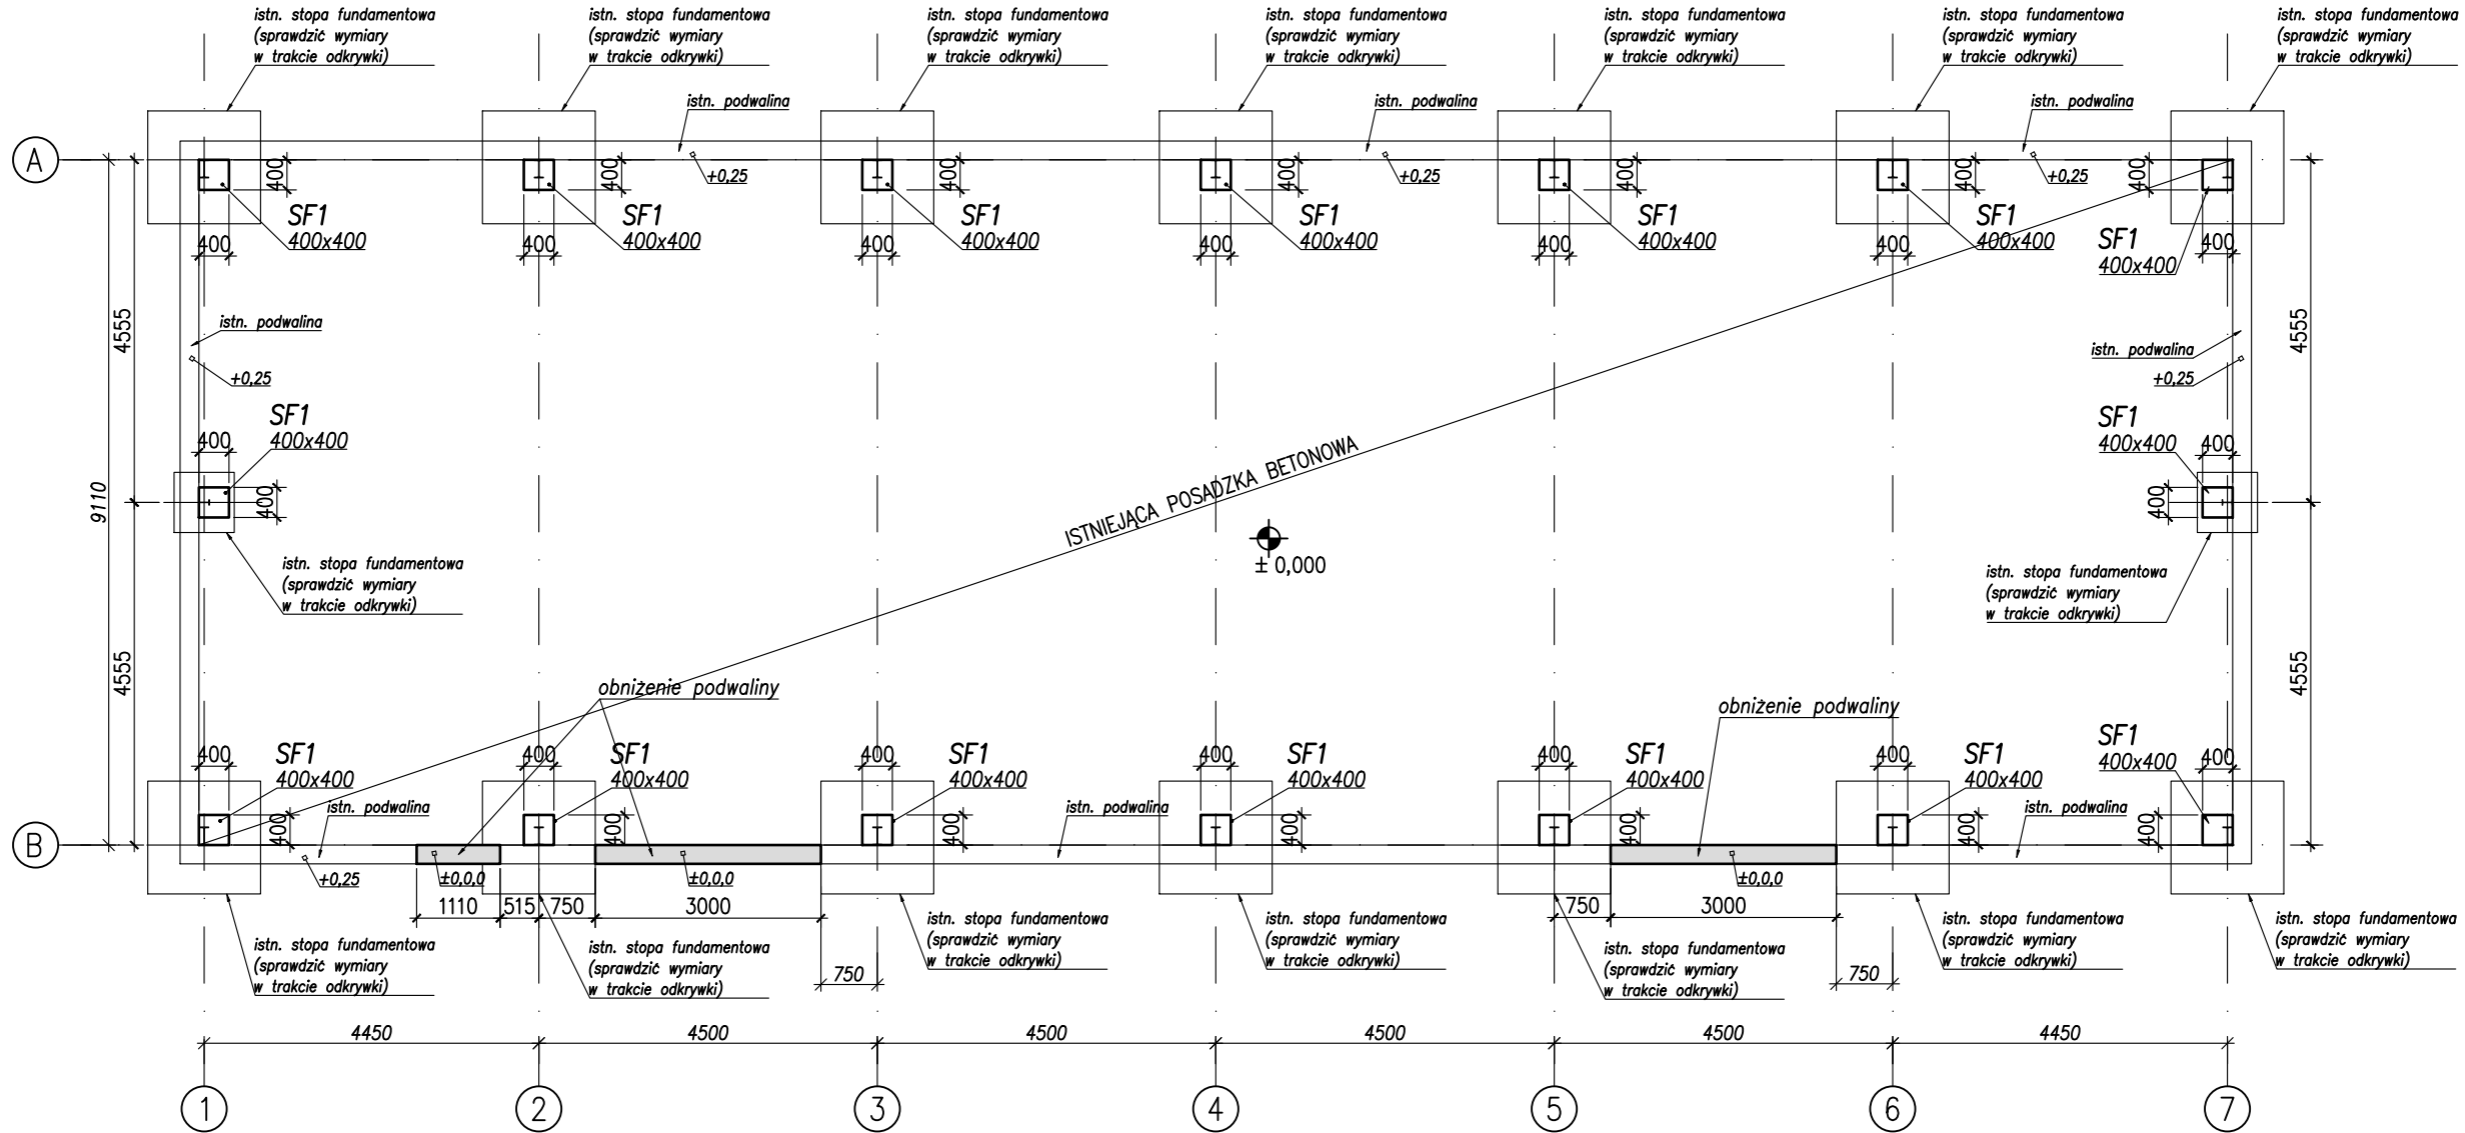 istn. stopa fundamentowa
(sprawdzić wymiary
w trakcie odkrywki)
istn. stopa fundamentowa
(sprawdzić wymiary
w trakcie odkrywki)
istn. stopa fundamentowa
(sprawdzić wymiary
w trakcie odkrywki)
istn. stopa fundamentowa
(sprawdzić wymiary
w trakcie odkrywki)
istn. stopa fundamentowa
(sprawdzić wymiary
w trakcie odkrywki)
istn. stopa fundamentowa
(sprawdzić wymiary
w trakcie odkrywki)
istn. stopa fundamentowa
(sprawdzić wymiary
w trakcie odkrywki)
istn. podwalina
istn. podwalina
istn. podwalina
A
+0,25
+0,25
+0,25
400
400
400
400
400
400
400
SF1
400x400
SF1
400x400
SF1
400x400
SF1
400x400
SF1
400x400
SF1
400x400
SF1
400x400
400
400
400
400
400
400
400
4555
9110
4555
istn. podwalina
+0,25
istn. podwalina
+0,25
4555
4555
SF1
400x400
400
400
SF1
400x400
400
400
istn. stopa fundamentowa
(sprawdzić wymiary
w trakcie odkrywki)
istn. stopa fundamentowa
(sprawdzić wymiary
w trakcie odkrywki)
ISTNIEJĄCA POSADZKA BETONOWA
± 0,000
obniżenie podwaliny
obniżenie podwaliny
400
SF1
400x400
400
SF1
400x400
400
SF1
400x400
400
SF1
400x400
400
SF1
400x400
400
SF1
400x400
SF1
400x400
400
istn. podwalina
istn. podwalina
istn. podwalina
400
400
400
400
400
400
400
B
+0,25
±0,0,0
±0,0,0
±0,0,0
1110
515
750
3000
750
3000
750
750
istn. stopa fundamentowa
(sprawdzić wymiary
w trakcie odkrywki)
istn. stopa fundamentowa
(sprawdzić wymiary
w trakcie odkrywki)
istn. stopa fundamentowa
(sprawdzić wymiary
w trakcie odkrywki)
istn. stopa fundamentowa
(sprawdzić wymiary
w trakcie odkrywki)
istn. stopa fundamentowa
(sprawdzić wymiary
w trakcie odkrywki)
istn. stopa fundamentowa
(sprawdzić wymiary
w trakcie odkrywki)
istn. stopa fundamentowa
(sprawdzić wymiary
w trakcie odkrywki)
4450
4500
4500
4500
4500
4450
1
2
3
4
5
6
7